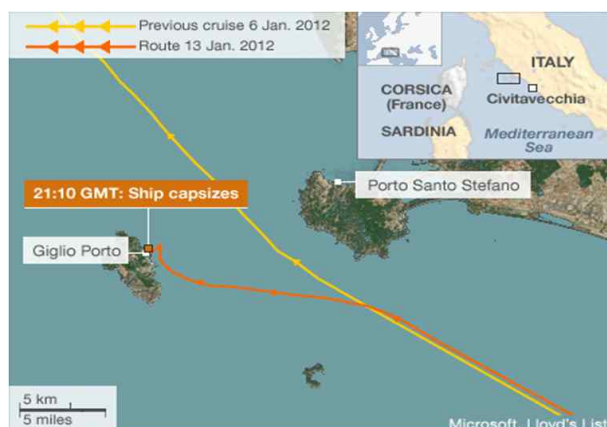 Previous cruise 6 Jan. 2012
Route 13 Jan. 2012
ITALY
CORSICA
(France)
Civitavecchia
SARDINIA
Mediterranean
Sea
Porto Santo Stefano
21:10 GMT: Ship capsizes
Giglio Porto
5 km
5 miles
Microsoft, Lloyd's List